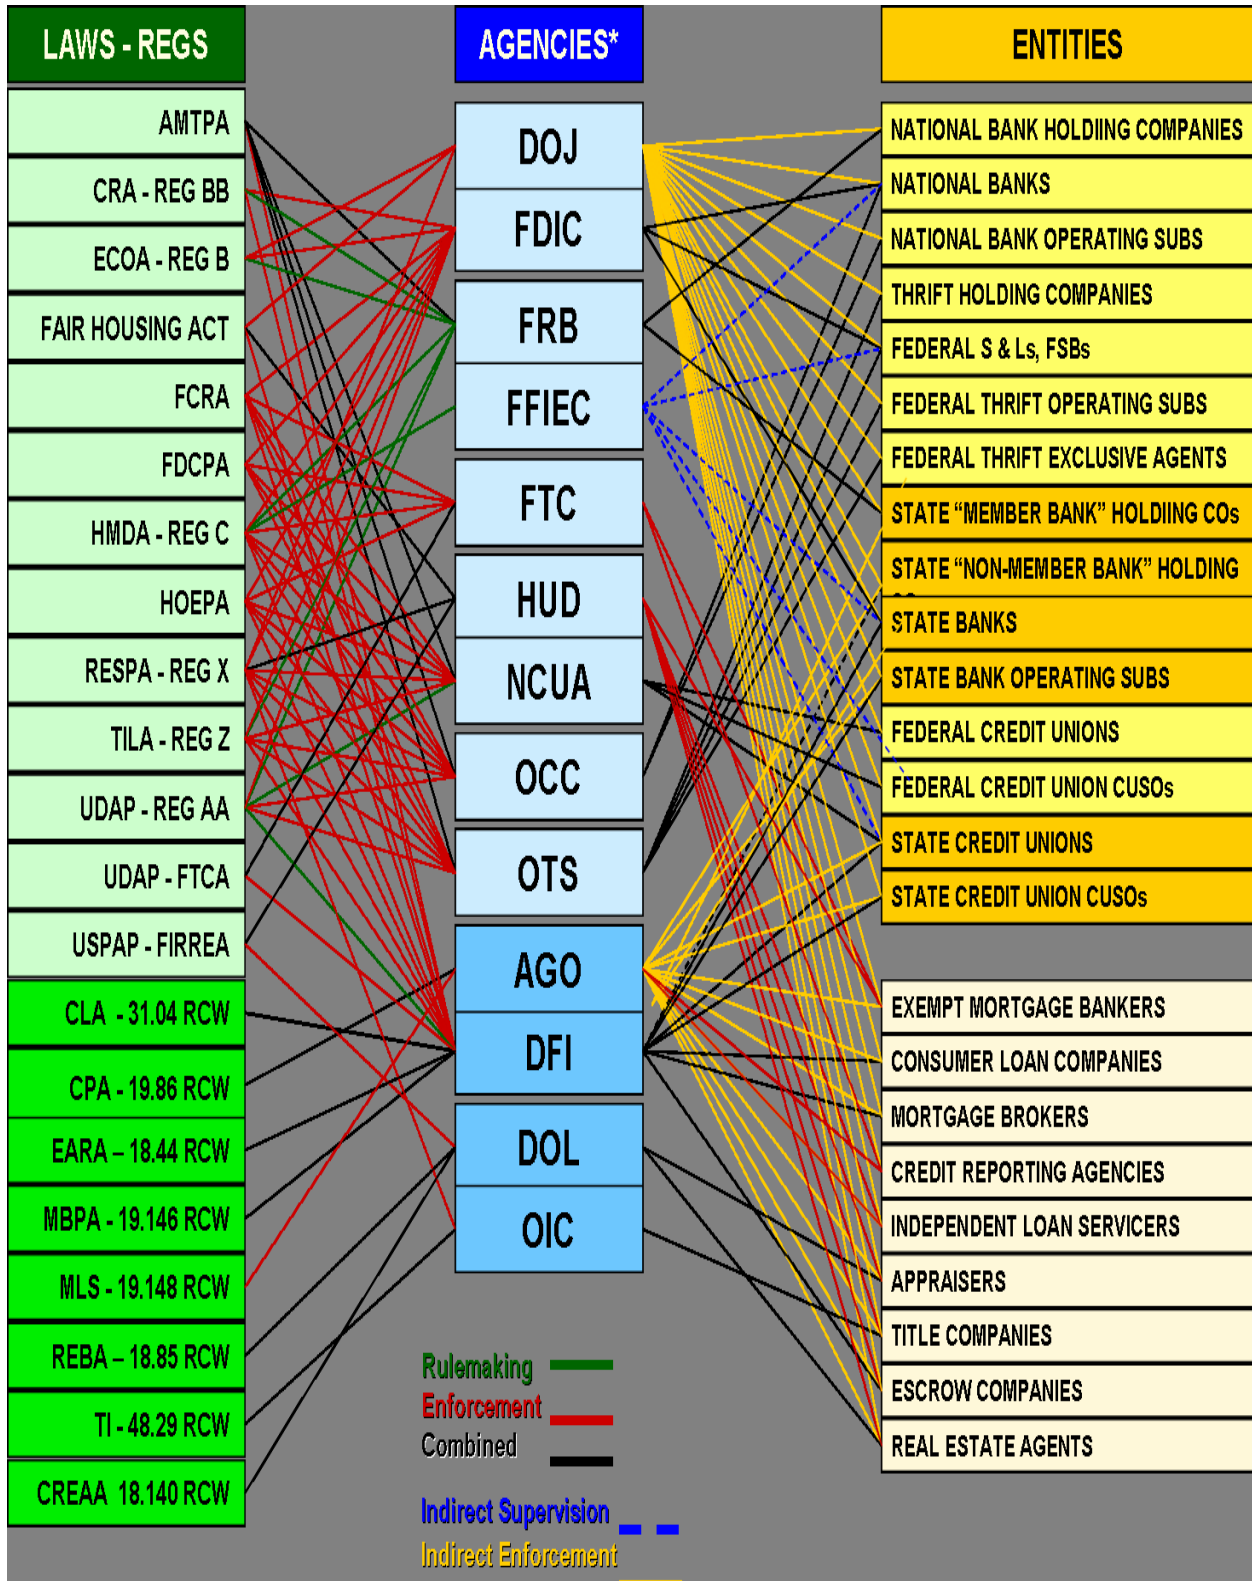 LAWS - REGS
AMTPA
CRA - REG BB
ECOA - REG B
FAIR HOUSING ACT
FCRA
FDCPA
HMDA - REG C
HOEPA
RESPA - REG X
TILA - REG Z
UDAP - REG AA
UDAP - FTCA
USPAP - FIRREA
CLA - 31.04 RCW
CPA - 19.86 RCW
EARA – 18.44 RCW
MBPA - 19.146 RCW
MLS - 19.148 RCW
REBA – 18.85 RCW
TI - 48.29 RCW
CREAA 18.140 RCW
AGENCIES*
DOJ
FDIC
FRB
FFIEC
FTC
HUD
NCUA
OCC
OTS
AGO
DFI
DOL
OIC
Rulemaking
Enforcement
Combined
Indirect Supervision
Indirect Enforcement
ENTITIES
NATIONAL BANK HOLDIING COMPANIES
NATIONAL BANKS
NATIONAL BANK OPERATING SUBS
THRIFT HOLDING COMPANIES
FEDERAL S & Ls, FSBs
FEDERAL THRIFT OPERATING SUBS
FEDERAL THRIFT EXCLUSIVE AGENTS
STATE “MEMBER BANK” HOLDIING COs
STATE “NON-MEMBER BANK” HOLDING
STATE BANKS
STATE BANK OPERATING SUBS
FEDERAL CREDIT UNIONS
FEDERAL CREDIT UNION CUSOs
STATE CREDIT UNIONS
STATE CREDIT UNION CUSOs
EXEMPT MORTGAGE BANKERS
CONSUMER LOAN COMPANIES
MORTGAGE BROKERS
CREDIT REPORTING AGENCIES
INDEPENDENT LOAN SERVICERS
APPRAISERS
TITLE COMPANIES
ESCROW COMPANIES
REAL ESTATE AGENTS